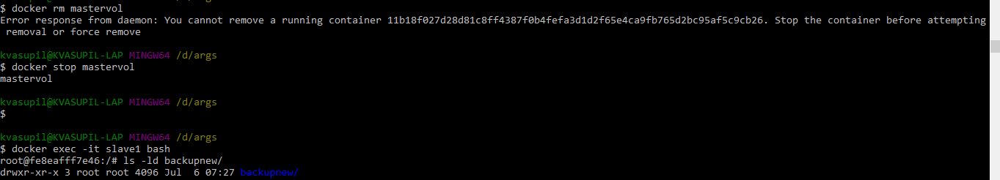 $ docker rm mastervol
Error response from daemon: You cannot remove a running container 11b18f027d28d81c8ff4387f0b4fefa3d1d2f65e4ca9fb765d2bc95af5c9cb26. Stop the container before attempting
removal or force remove
kvasupil@KVASUPIL-LAP MINGW64 /d/args
$ docker stop mastervol
mastervol
kvasupil@KVASUPIL-LAP MINGW64 /d/args
$
kvasupil@KVASUPIL-LAP MINGW64 /d/args
$ docker exec -it slave1 bash
root@fe8eafff7e46:/# ls -ld backupnew/
drwxr-xr-x 3 root root 4096 Jul  6 07:27 backupnew/